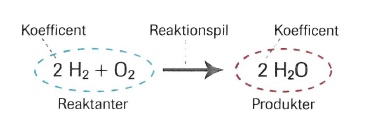 Koefficent Reaktionspil Koefficent
2 H₂ + O₂ → 2 H₂O
Reaktanter Produkter